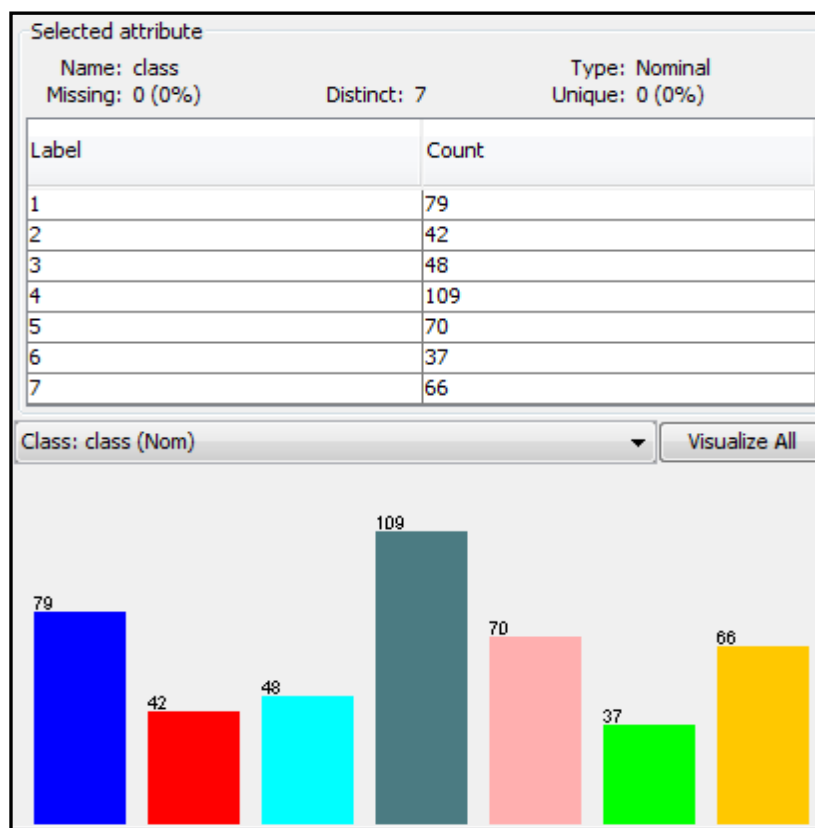 Selected attribute
Name: class Type: Nominal
Missing: 0 (0%) Distinct: 7 Unique: 0 (0%)
Label Count
1 79
2 42
3 48
4 109
5 70
6 37
7 66
Class: class (Nom) Visualize All
109
79
70
66
48
42
37